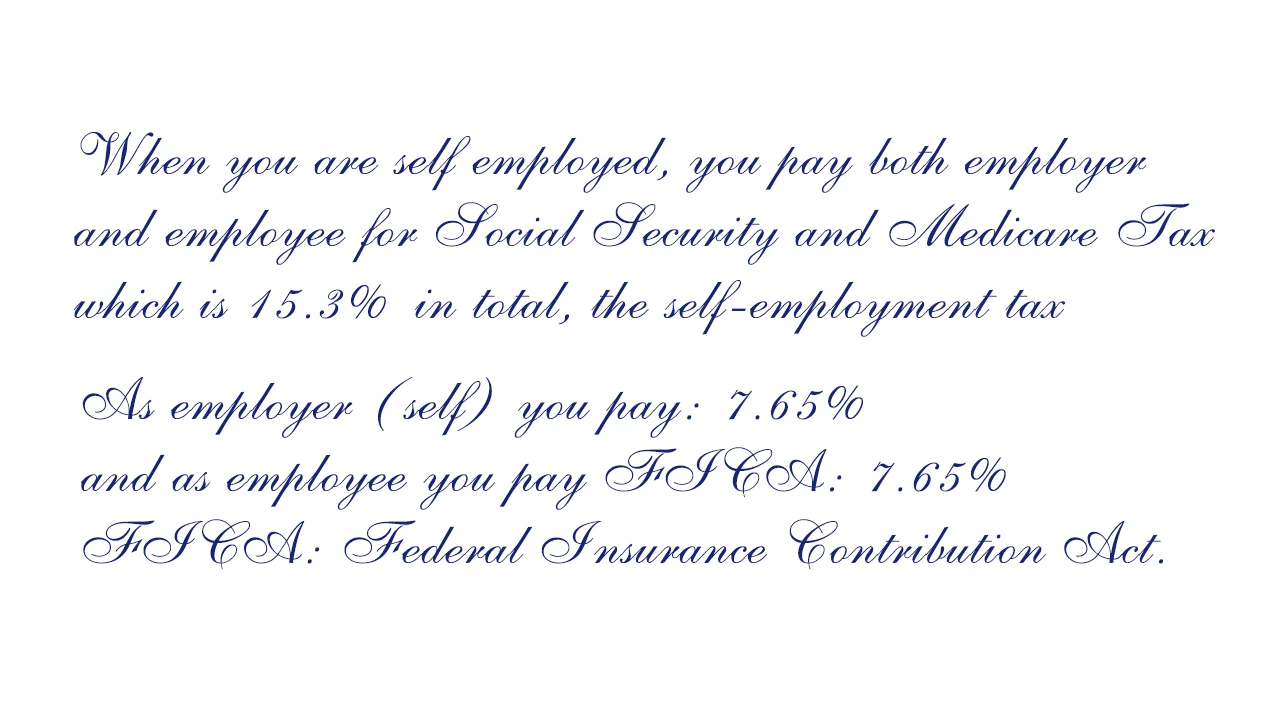 When you are self employed, you pay both employer
and employee for Social Security and Medicare Tax
which is 15.3% in total, the self-employment tax
As employer (self) you pay: 7.65%
and as employee you pay FICA: 7.65%
FICA: Federal Insurance Contribution Act.